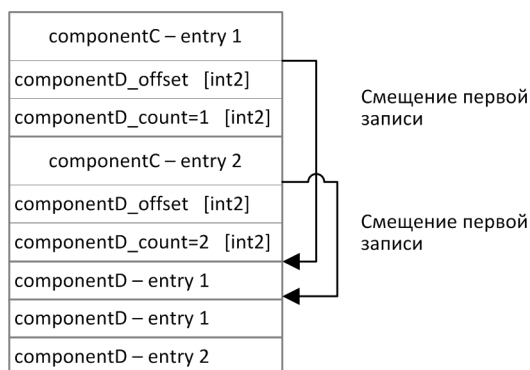 componentC – entry 1
componentD_offset [int2]
componentD_count=1 [int2]
Смещение первой
записи
componentC – entry 2
componentD_offset [int2]
componentD_count=2 [int2]
Смещение первой
записи
componentD – entry 1
componentD – entry 1
componentD – entry 2